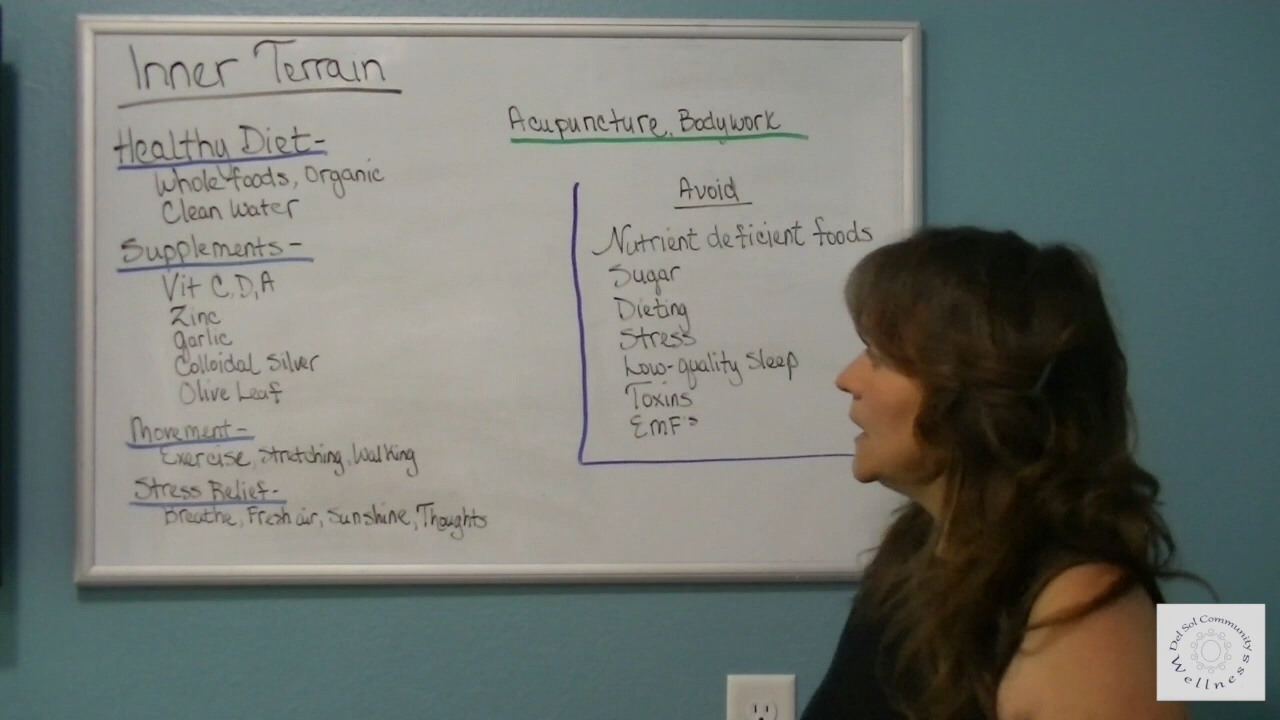 Inner Terrain
Healthy Diet-
Whole foods, Organic
Clean Water
Supplements-
Vit C, D, A
Zinc
Garlic
Colloidal Silver
Olive Leaf
Movement-
Exercise, Stretching, Walking
Stress Relief-
Breathe, Fresh air, Sunshine, Thoughts
Acupuncture, Bodywork
Avoid
Nutrient deficient foods
Sugar
Dieting
Stress
Low-quality Sleep
Toxins
EMFs
Del Sol Community
Wellness